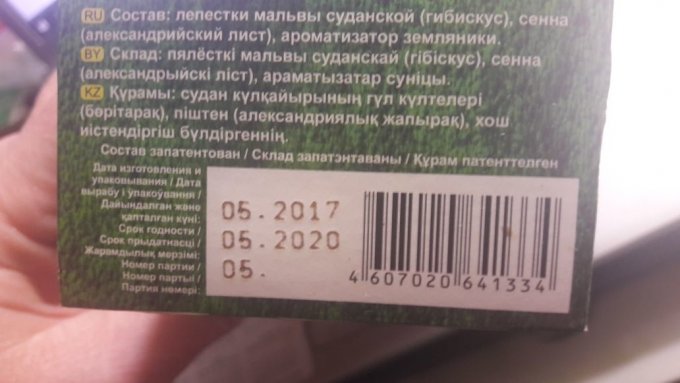 RU Состав: лепестки мальвы суданской (гибискус), сенна
(александрийский лист), ароматизатор земляники.
BY Склад: пялёсткі мальвы суданскай (гібіскус), сенна
(александрыйскі ліст), араматызатар суніцы.
KZ Құрамы: судан күлқайырының гүл күлтелері
(бөрітарақ), піштен (александриялық жапырақ), хош
иістендіргіш бүлдіргеннің.
Состав запатентован / Склад запатэнтаваны / Құрам патенттелген
Дата изготовления и
упаковывания / Дата
вырабу і ўпакоўвання /
Дайындалған және
қапталған күні:
Срок годности /
Срок прыдатнасці /
Жарамдылық мерзімі:
Номер партии /
Нумар партыі /
Партия нөмері:
05.2017
05.2020
05.
4 607020 641334